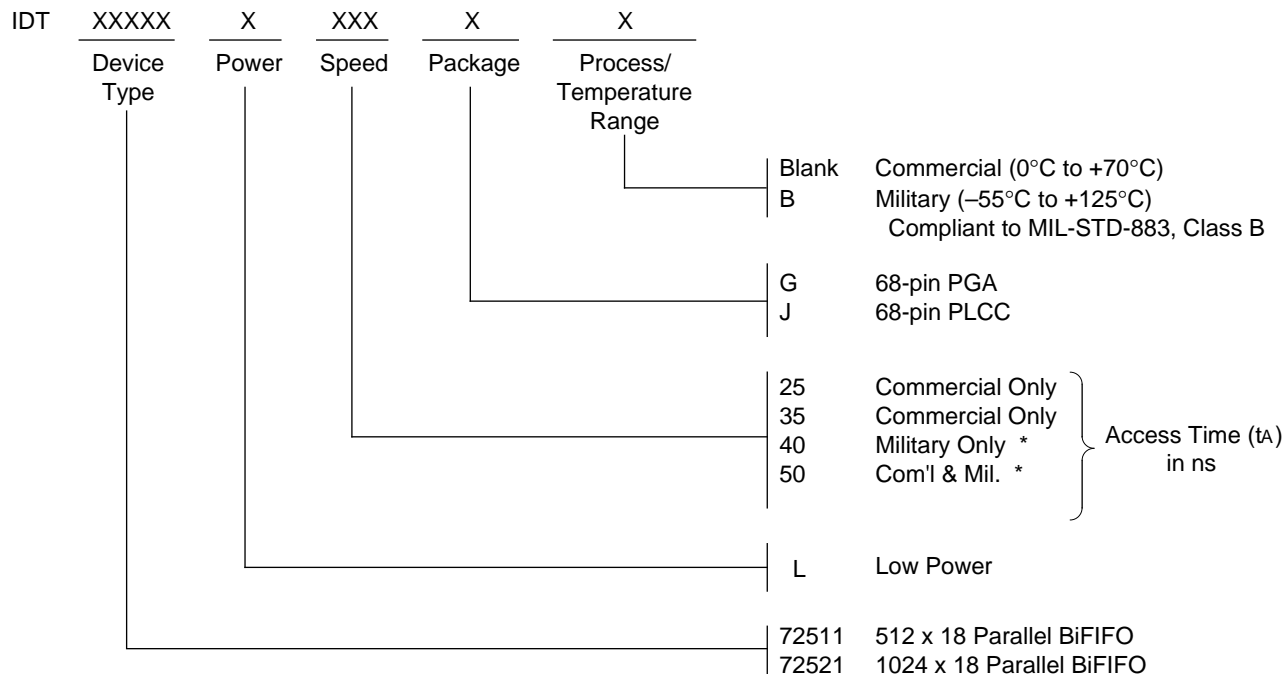 IDT XXXXX X XXX X X
Device Type Power Speed Package Process/ Temperature Range
Blank Commercial (0°C to +70°C)
B Military (–55°C to +125°C)
Compliant to MIL-STD-883, Class B
G 68-pin PGA
J 68-pin PLCC
25 Commercial Only
35 Commercial Only
40 Military Only *
50 Com'l & Mil. *
Access Time (tA)
in ns
L Low Power
72511 512 x 18 Parallel BiFIFO
72521 1024 x 18 Parallel BiFIFO